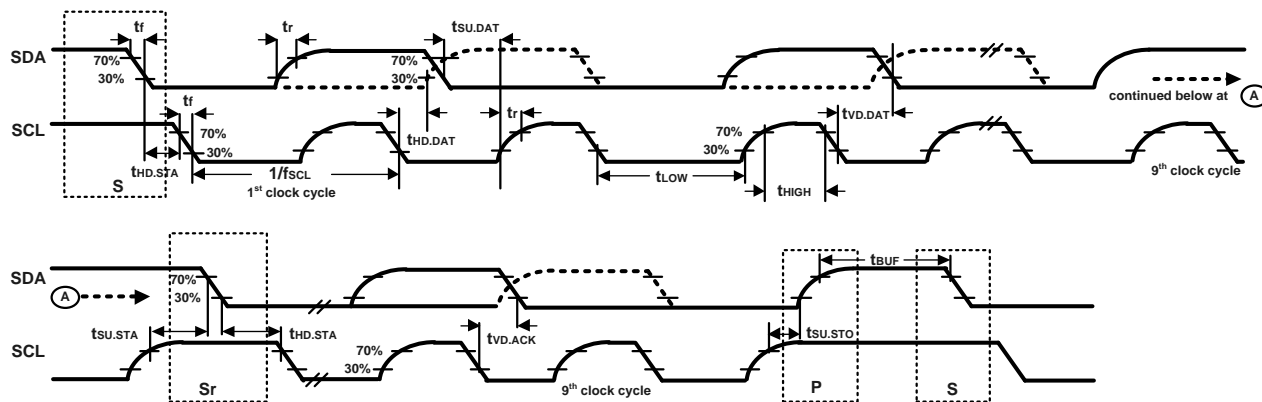 tf
tr
tSU.DAT
SDA
70%
30%
70%
30%
continued below at A
tf
tr
tVD.DAT
SCL
70%
30%
tHD.DAT
70%
30%
tHD.STA
1/fSCL
1st clock cycle
tLOW
tHIGH
9th clock cycle
S
SDA
70%
30%
A
tBUF
tSU.STA
tHD.STA
tVD.ACK
tSU.STO
SCL
70%
30%
9th clock cycle
Sr
P
S